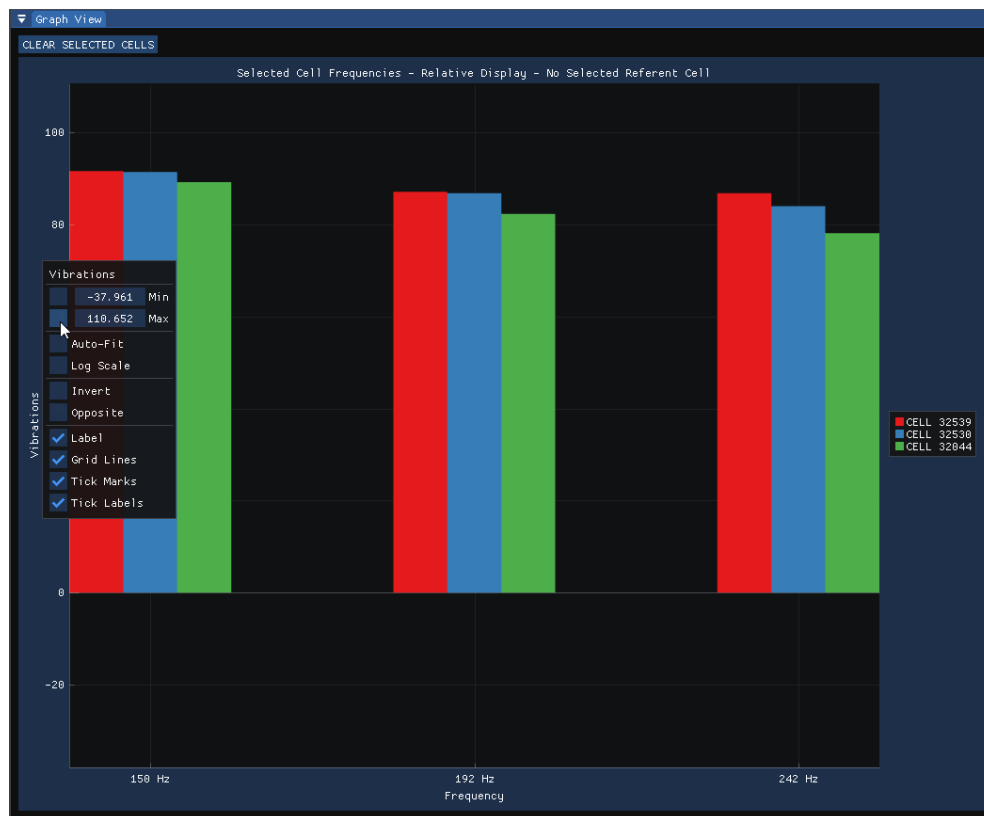 Graph View
CLEAR SELECTED CELLS
Selected Cell Frequencies - Relative Display - No Selected Referent Cell
100
80
Vibrations
-37.961 Min
110.652 Max
Auto-Fit
Log Scale
Invert
Opposite
Label
Grid Lines
Tick Marks
Tick Labels
Vibrations
CELL 32539
CELL 32530
CELL 32044
0
-20
150 Hz
192 Hz
242 Hz
Frequency